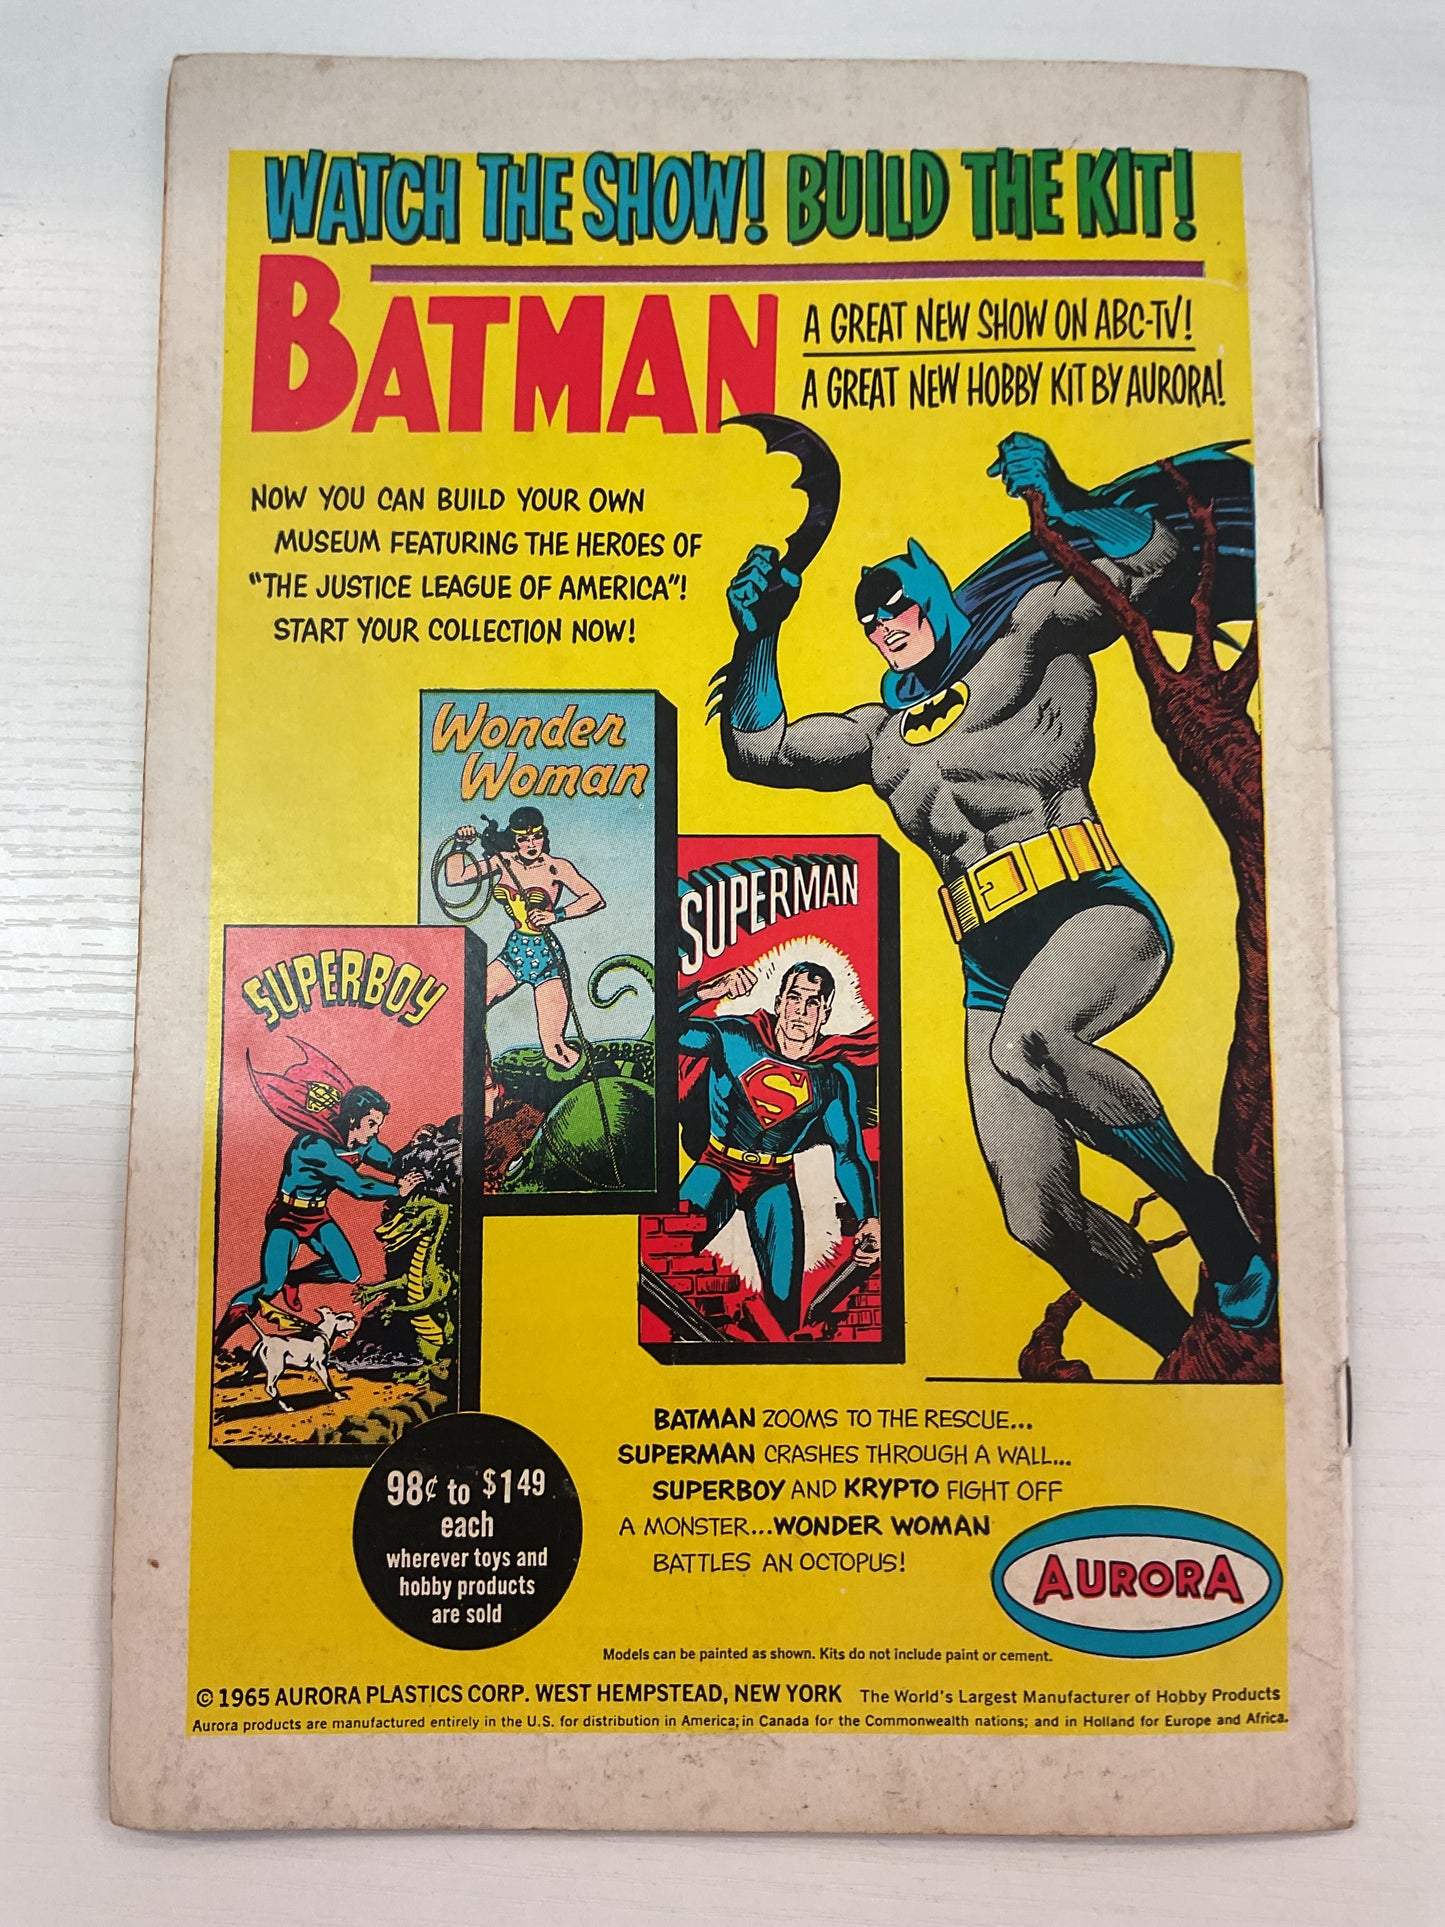 WATCH THE SHOW! BUILD THE KIT!
BATMAN
A GREAT NEW SHOW ON ABC-TV!
A GREAT NEW HOBBY KIT BY AURORA!
NOW YOU CAN BUILD YOUR OWN
MUSEUM FEATURING THE HEROES OF
"THE JUSTICE LEAGUE OF AMERICA"!
START YOUR COLLECTION NOW!
Wonder
Woman
SUPERMAN
S
SUPERBOY
BATMAN ZOOMS TO THE RESCUE...
SUPERMAN CRASHES THROUGH A WALL...
SUPERBOY AND KRYPTO FIGHT OFF
A MONSTER...WONDER WOMAN
BATTLES AN OCTOPUS!
98¢ to $1 49
each
wherever toys and
hobby products
are sold
AURORA
Models can be painted as shown. Kits do not include paint or cement.
© 1965 AURORA PLASTICS CORP. WEST HEMPSTEAD, NEW YORK The World's Largest Manufacturer of Hobby Products
Aurora products are manufactured entirely in the U.S. for distribution in America; in Canada for the Commonwealth nations; and in Holland for Europe and Africa.